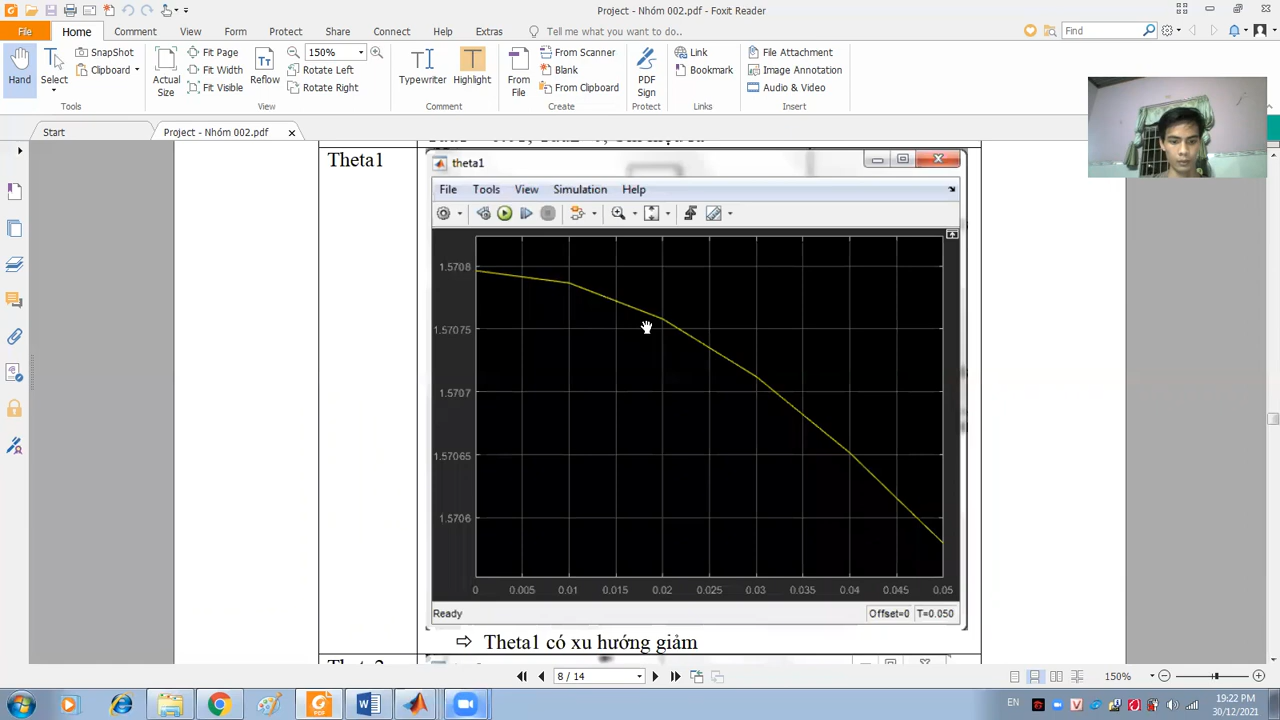 Project - Nhóm 002.pdf - Foxit Reader
File Home Comment View Form Protect Share Connect Help Extras Tell me what you want to do.. Find
SnapShot Fit Page 150% From Scanner Link File Attachment
Clipboard Fit Width Rotate Left Blank Bookmark Image Annotation
Fit Visible Rotate Right From Clipboard Audio & Video
Hand Select Actual Size Reflow Typewriter Highlight From File PDF Sign
Tools View Comment Create Protect Links Insert
Start Project - Nhóm 002.pdf
Theta1 theta1
File Tools View Simulation Help
1.5708
1.57075
1.5707
1.57065
1.5706
0 0.005 0.01 0.015 0.02 0.025 0.03 0.035 0.04 0.045 0.05
Ready Offset=0 T=0.050
⇨ Theta1 có xu hướng giảm
8 / 14 150%
EN 19:22 PM
30/12/2021